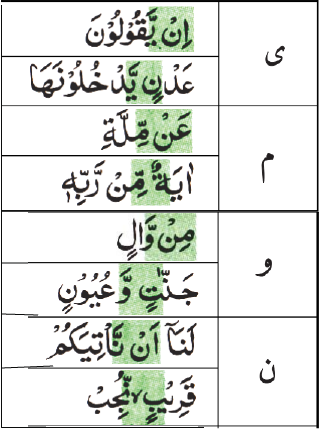 ی
اِنْ يَّقُوْلُوْنَ
عَدْنٍ يَّدْخُلُوْنَهَا
م
عَنْ مِّلَّةِ
اٰيَةٌ مِّنْ رَّبِّهٖ
و
مِنْ وَّالٍ
جَنّٰتٍ وَّعُيُوْنٍ
ن
لَنَآ اَنْ نَّاْتِيَكُمْ
قَرِيْبٍ نُّجِبْ